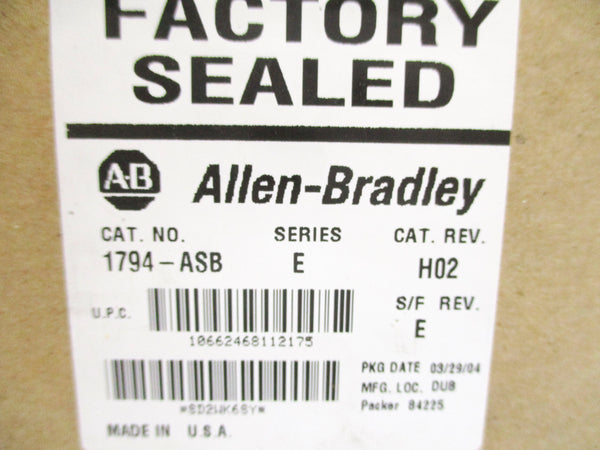 FACTORY
SEALED
AB Allen-Bradley
CAT. NO. SERIES CAT. REV.
1794-ASB E H02
S/F REV.
E
U.P.C.
10662468112175
PKG DATE 03/29/04
MFG. LOC. DUB
Packer 84225
*SD2WK6SY*
MADE IN U.S.A.